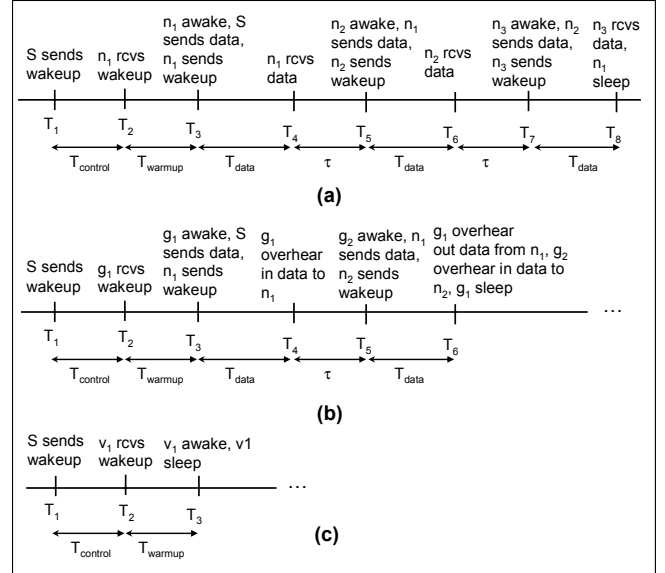 S sends
wakeup
n1 rcvs
wakeup
n1 awake, S
sends data,
n1 sends
wakeup
n1 rcvs
data
n2 awake, n1
sends data,
n2 sends
wakeup
n2 rcvs
data
n3 awake, n2
sends data,
n3 sends
wakeup
n3 rcvs
data,
n1
sleep
T1 T2 T3 T4 T5 T6 T7 T8
Tcontrol Twarmup Tdata τ Tdata τ Tdata
(a)
S sends
wakeup
g1 rcvs
wakeup
g1 awake, S
sends data,
n1 sends
wakeup
g1
overhear
in data to
n1
g2 awake, n1
sends data,
n2 sends
wakeup
g1 overhear
out data from n1, g2
overhear in data to
n2, g1 sleep
...
T1 T2 T3 T4 T5 T6
Tcontrol Twarmup Tdata τ Tdata
(b)
S sends
wakeup
v1 rcvs
wakeup
v1 awake, v1
sleep
...
T1 T2 T3
Tcontrol Twarmup
(c)